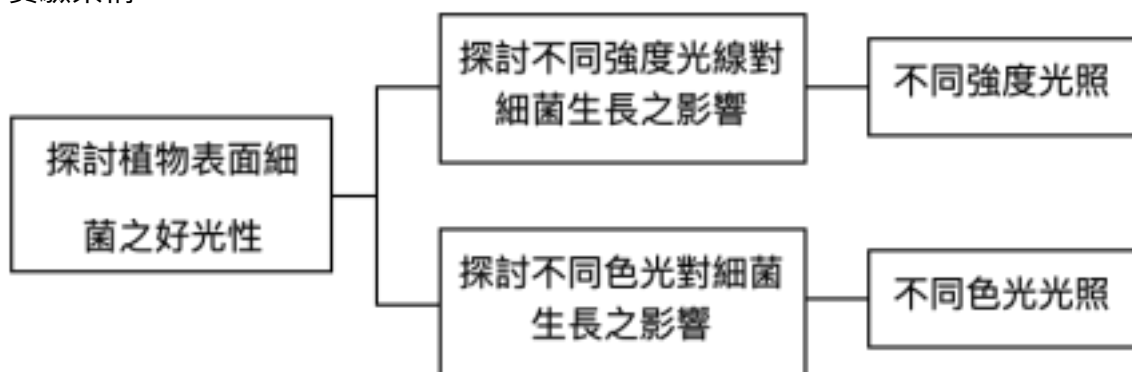 探討植物表面細
菌之好光性
探討不同強度光線對
細菌生長之影響
不同強度光照
探討不同色光對細菌
生長之影響
不同色光光照